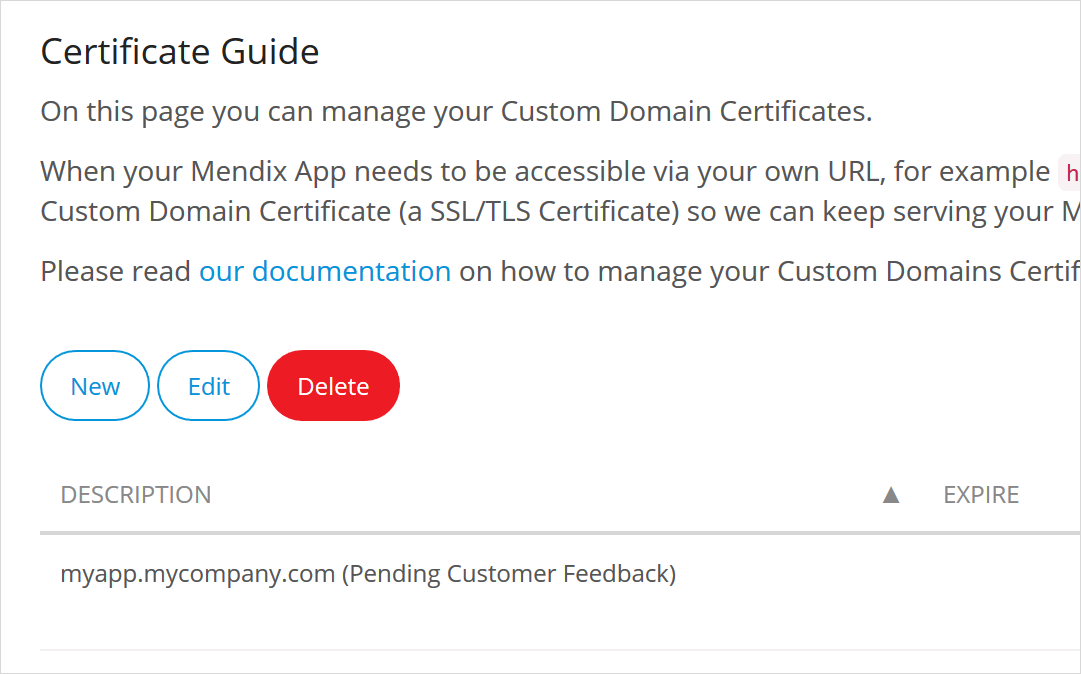 Certificate Guide
On this page you can manage your Custom Domain Certificates.
When your Mendix App needs to be accessible via your own URL, for example h
Custom Domain Certificate (a SSL/TLS Certificate) so we can keep serving your M
Please read our documentation on how to manage your Custom Domains Certif
New Edit Delete
DESCRIPTION ▲ EXPIRE
myapp.mycompany.com (Pending Customer Feedback)